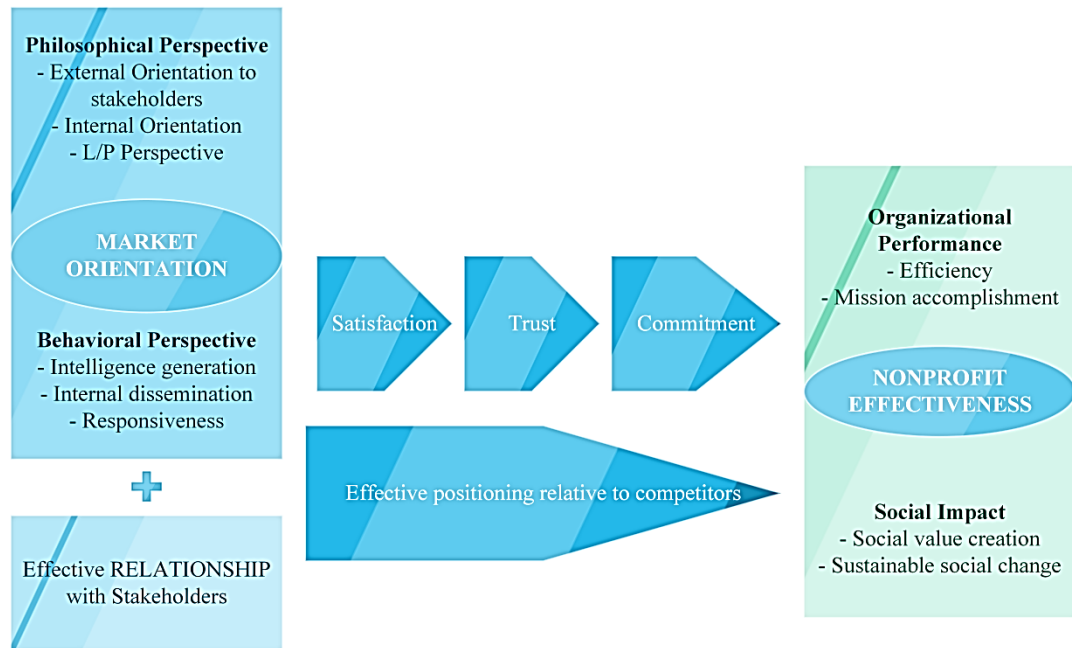 Philosophical Perspective
- External Orientation to
stakeholders
- Internal Orientation
- L/P Perspective
MARKET
ORIENTATION
Behavioral Perspective
- Intelligence generation
- Internal dissemination
- Responsiveness
+
Effective RELATIONSHIP
with Stakeholders
Satisfaction
Trust
Commitment
Effective positioning relative to competitors
Organizational
Performance
- Efficiency
- Mission accomplishment
NONPROFIT
EFFECTIVENESS
Social Impact
- Social value creation
- Sustainable social change